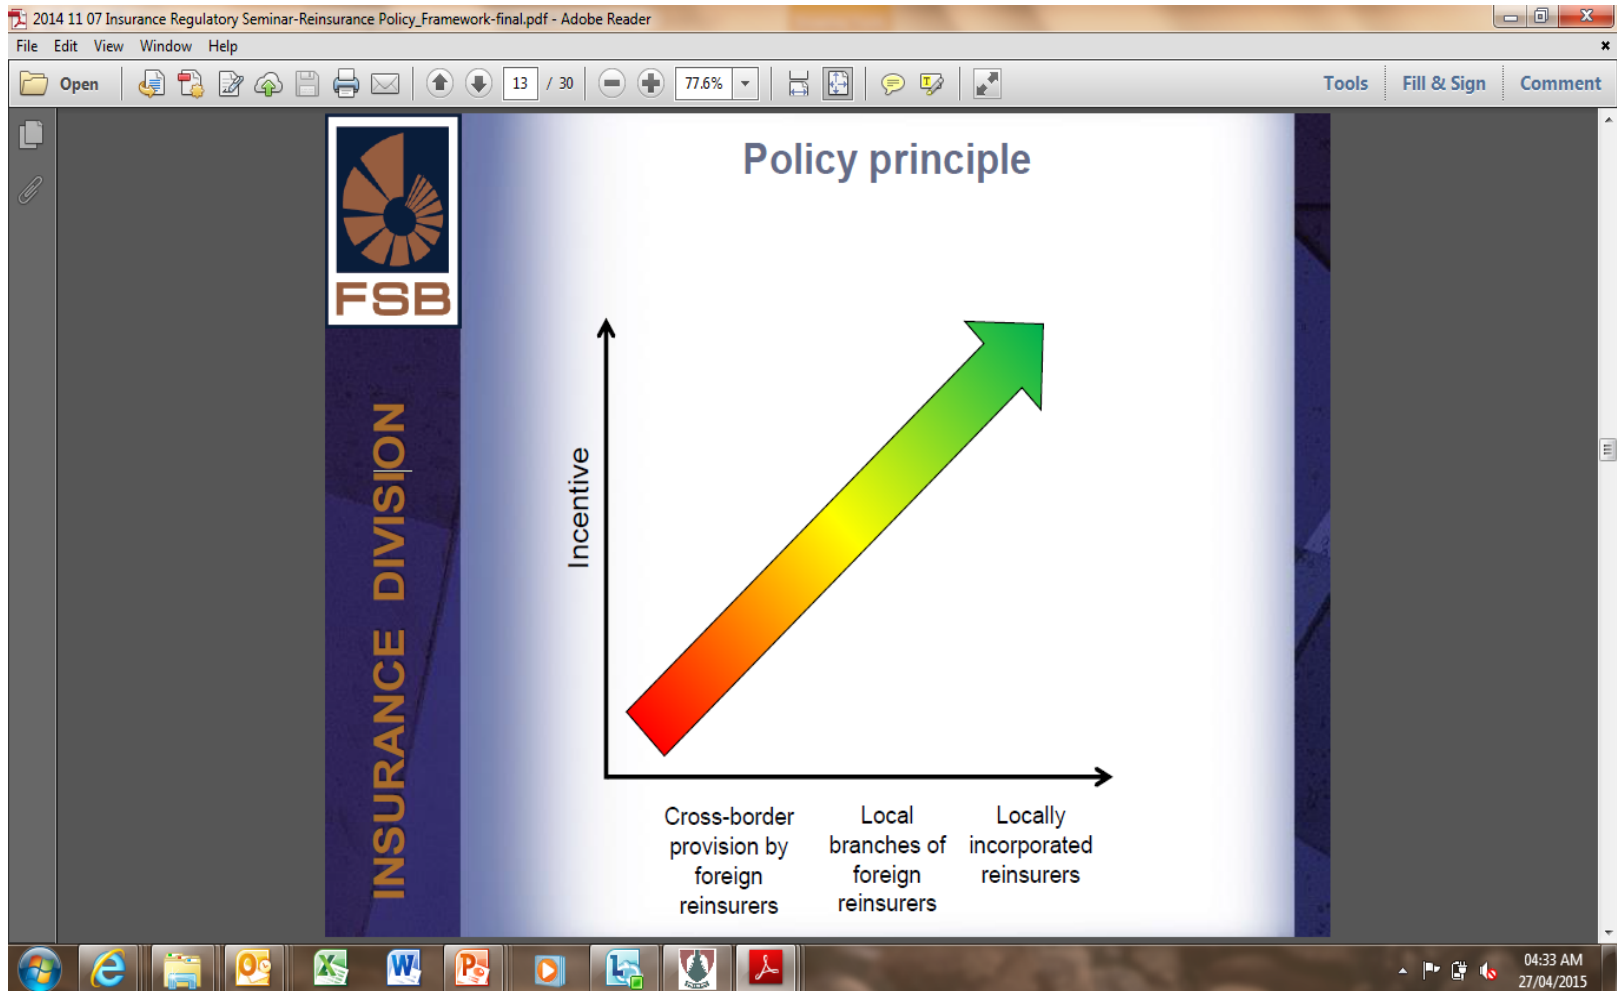 2014 11 07 Insurance Regulatory Seminar-Reinsurance Policy_Framework-final.pdf - Adobe Reader
File Edit View Window Help
Open 13 / 30 77.6% Tools Fill & Sign Comment
FSB
INSURANCE DIVISION
Policy principle
Incentive
Cross-border
provision by
foreign
reinsurers
Local
branches of
foreign
reinsurers
Locally
incorporated
reinsurers
04:33 AM
27/04/2015